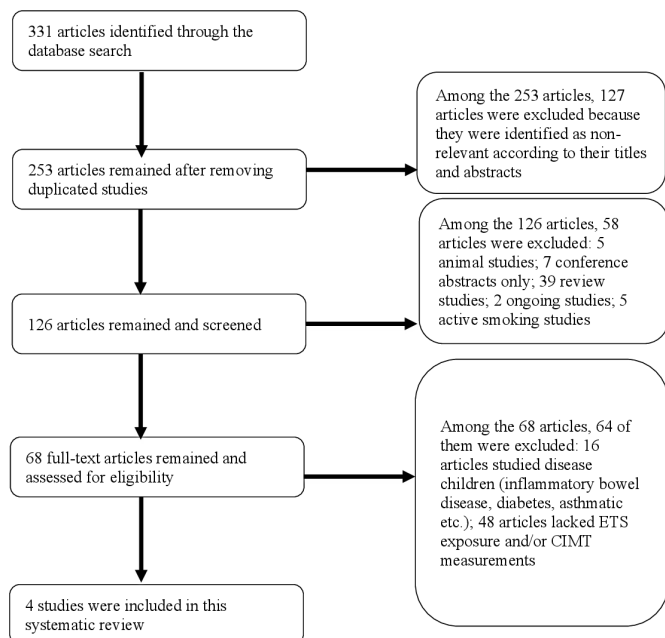 331 articles identified through the
database search
Among the 253 articles, 127
articles were excluded because
they were identified as non-
relevant according to their titles
and abstracts
253 articles remained after removing
duplicated studies
Among the 126 articles, 58
articles were excluded: 5
animal studies; 7 conference
abstracts only; 39 review
studies; 2 ongoing studies; 5
active smoking studies
126 articles remained and screened
Among the 68 articles, 64 of
them were excluded: 16
articles studied disease
children (inflammatory bowel
disease, diabetes, asthmatic
etc.); 48 articles lacked ETS
exposure and/or CIMT
measurements
68 full-text articles remained and
assessed for eligibility
4 studies were included in this
systematic review